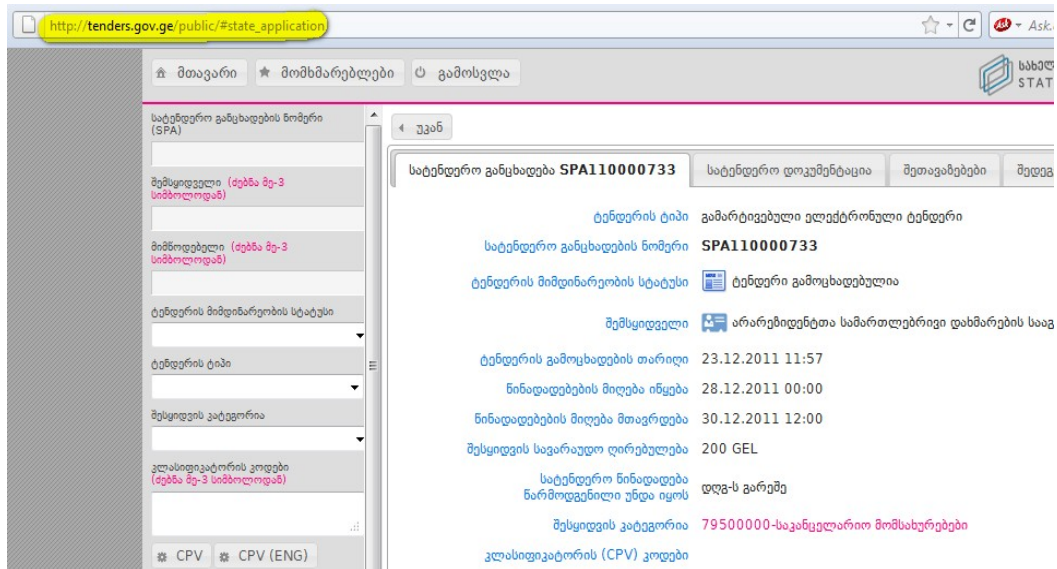 http://tenders.gov.ge/public/#state_application
Ask.
მთავარი
მომხმარებლები
გამოსვლა
STAT
სატენდერო განცხადების ნომერი
(SPA)
შემსყიდველი (ძებნა მე-3
სიმბოლოდან)
მიმწოდებელი (ძებნა მე-3
სიმბოლოდან)
ტენდერის მიმდინარეობის სტატუსი
ტენდერის ტიპი
შესყიდვის კატეგორია
კლასიფიკატორის კოდები
(ძებნა მე-3 სიმბოლოდან)
CPV
CPV (ENG)
უკან
სატენდერო განცხადება SPA110000733
სატენდერო დოკუმენტაცია
შეთავაზებები
შედეგ
ტენდერის ტიპი გამარტივებული ელექტრონული ტენდერი
სატენდერო განცხადების ნომერი SPA110000733
ტენდერის მიმდინარეობის სტატუსი ტენდერი გამოცხადებულია
შემსყიდველი არარეზიდენტთა სამართლებრივი დახმარების სააგ
ტენდერის გამოცხადების თარიღი 23.12.2011 11:57
წინადადებების მიღება იწყება 28.12.2011 00:00
წინადადებების მიღება მთავრდება 30.12.2011 12:00
შესყიდვის სავარაუდო ღირებულება 200 GEL
სატენდერო წინადადება
წარმოდგენილი უნდა იყოს დღგ-ს გარეშე
შესყიდვის კატეგორია 79500000-საკანცელარიო მომსახურებები
კლასიფიკატორის (CPV) კოდები